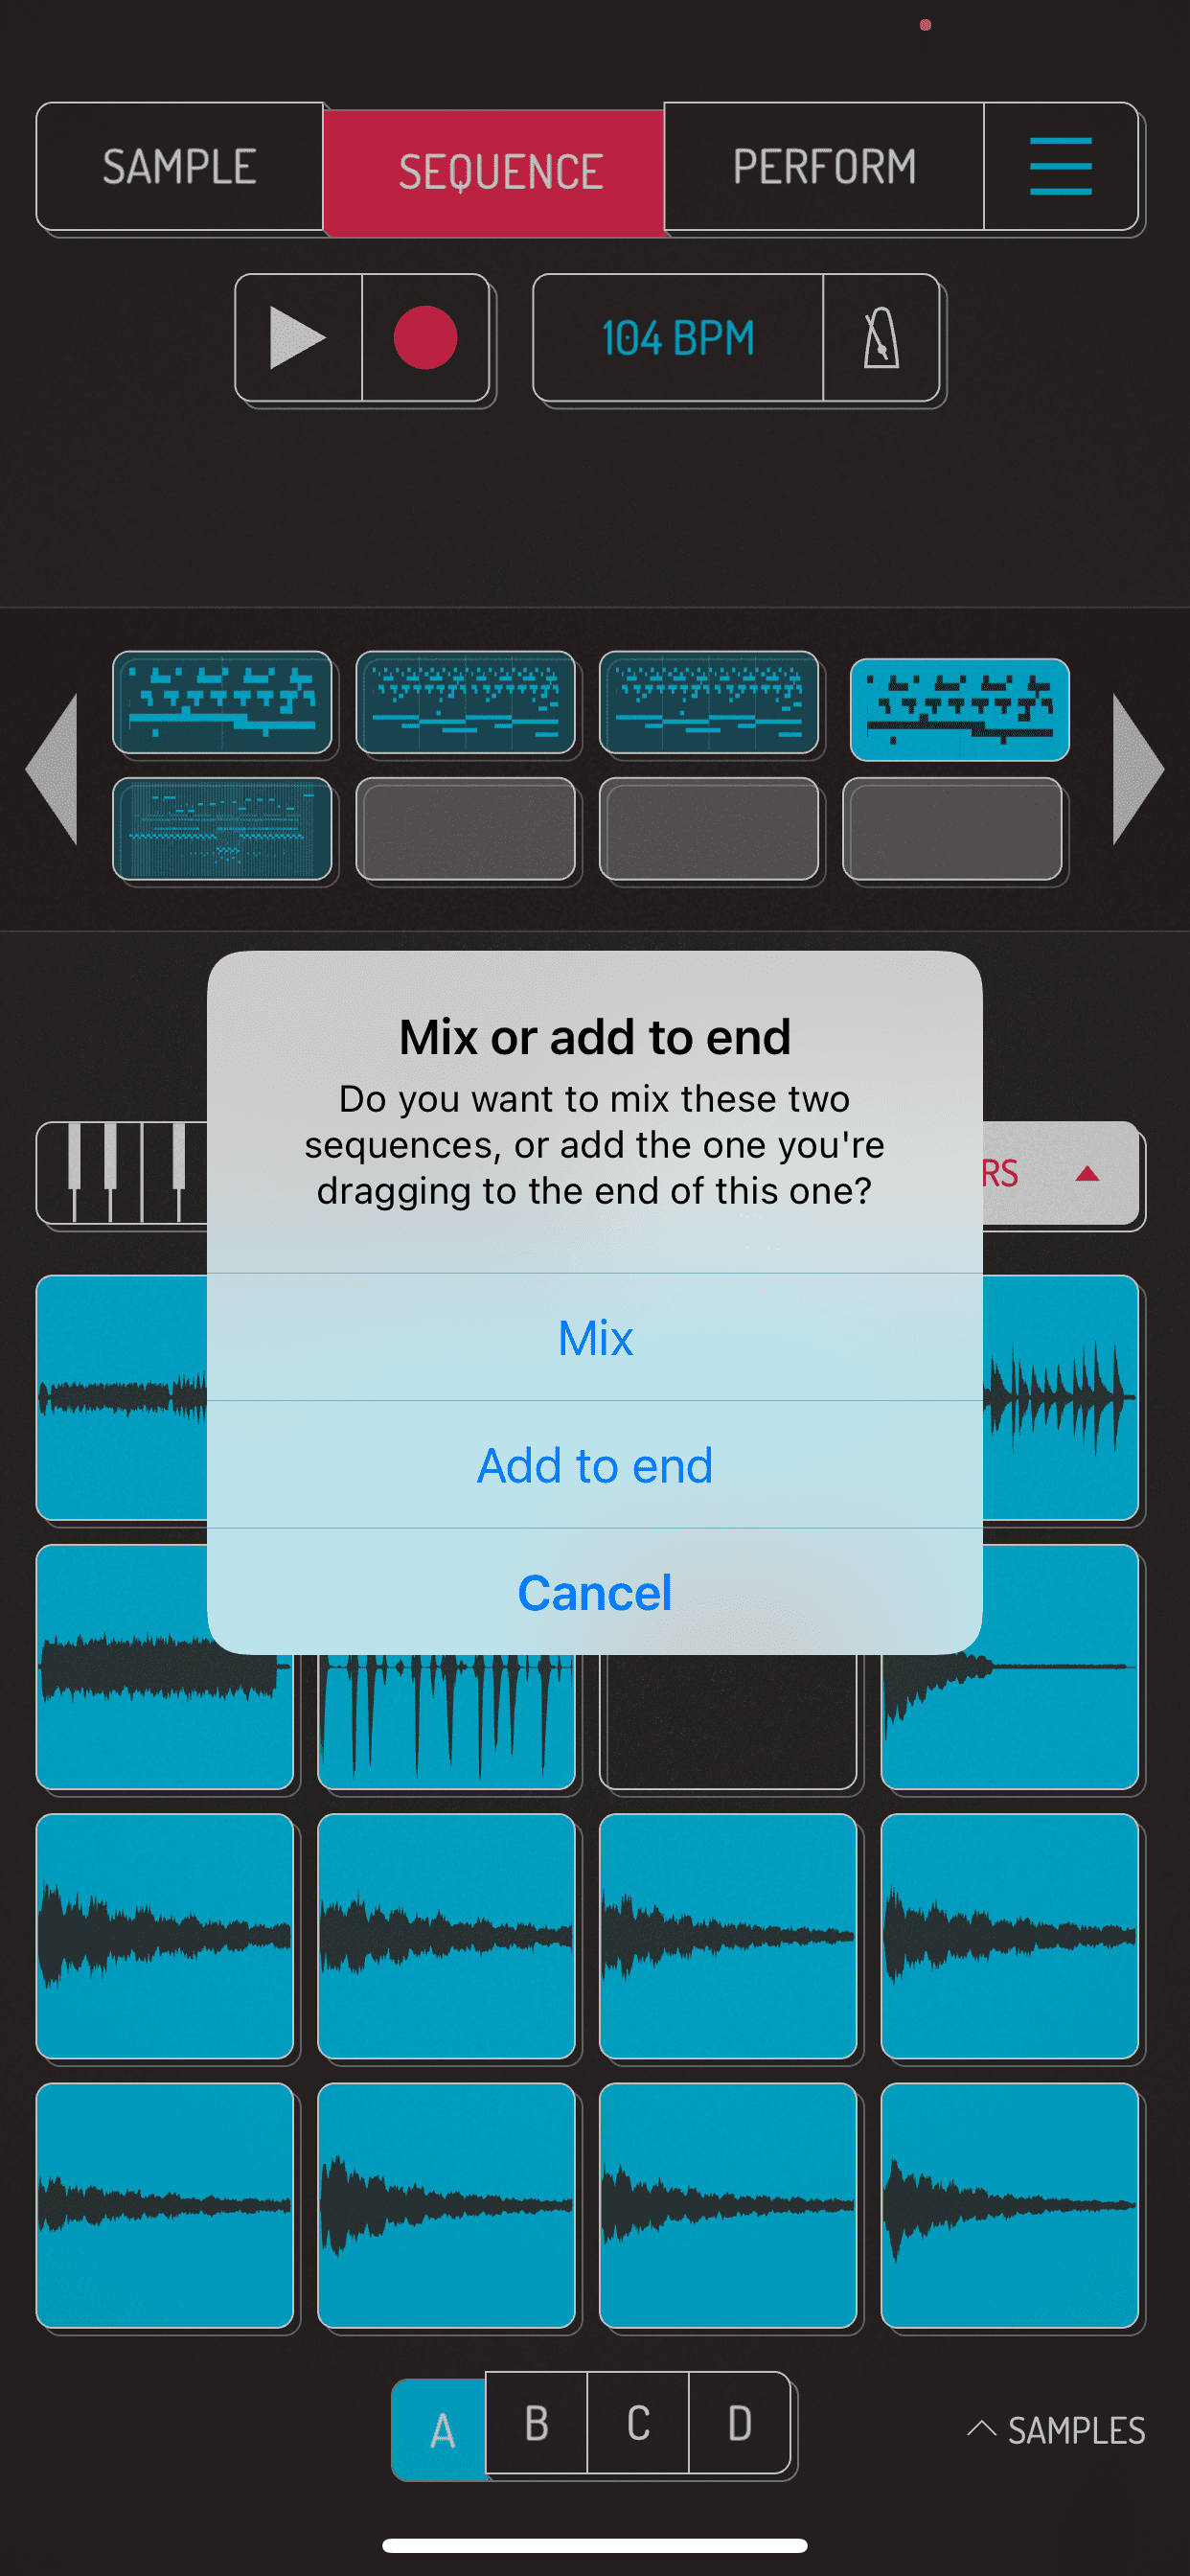 SAMPLE SEQUENCE PERFORM
104 BPM
Mix or add to end
Do you want to mix these two
sequences, or add the one you're
dragging to the end of this one?
RS
Mix
Add to end
Cancel
A B C D
SAMPLES